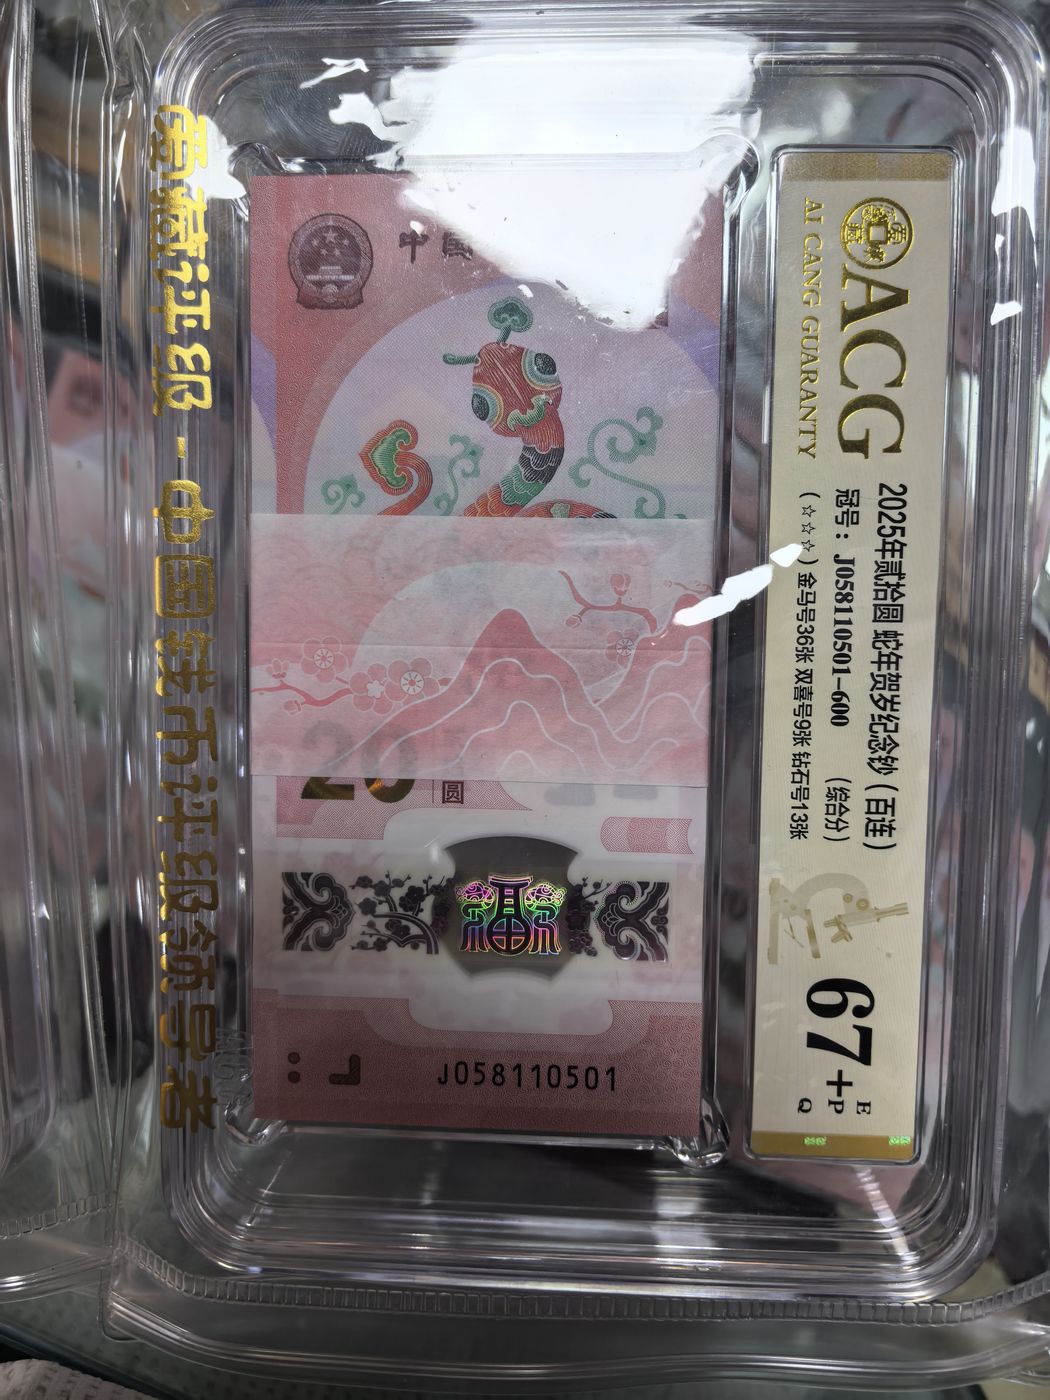 爱藏评级 - 中国钱币评级领导者
中国
20
圆
福
J058110501
ACG
AI CANG GUARANTY
2025年贰拾圆 蛇年贺岁纪念钞（百连）
冠号： J058110501-600 （综合分）
（☆☆☆）金马号36张 双喜号9张 钻石号13张
67+
E
P
Q